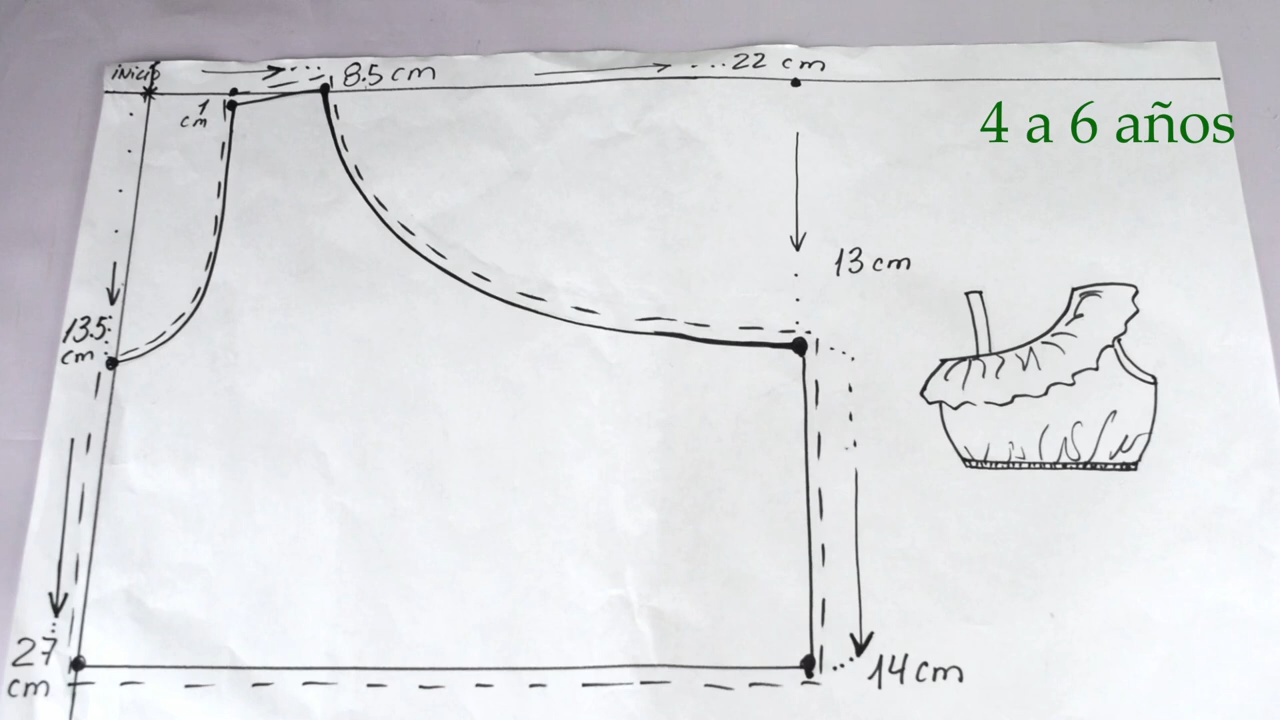 inicio
8.5 cm
22 cm
1
cm
4 a 6 años
13 cm
13.5
cm
27
cm
14 cm